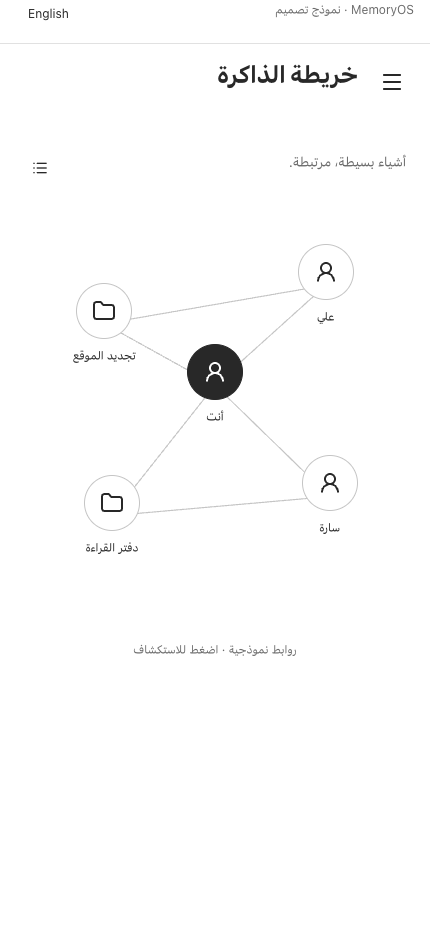 MemoryOS · نموذج تصميم
English
خريطة الذاكرة
أشياء بسيطة، مرتبطة.
علي
تجديد الموقع
أنت
سارة
دفتر القراءة
روابط نموذجية · اضغط للاستكشاف